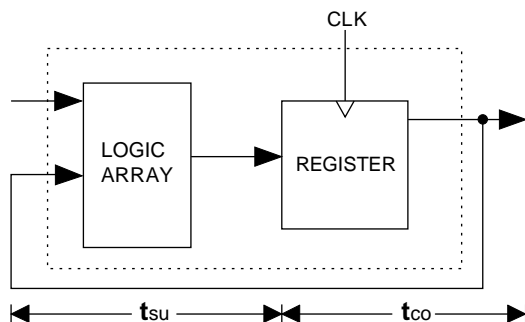 CLK
LOGIC
ARRAY
REGISTER
tsu
tco